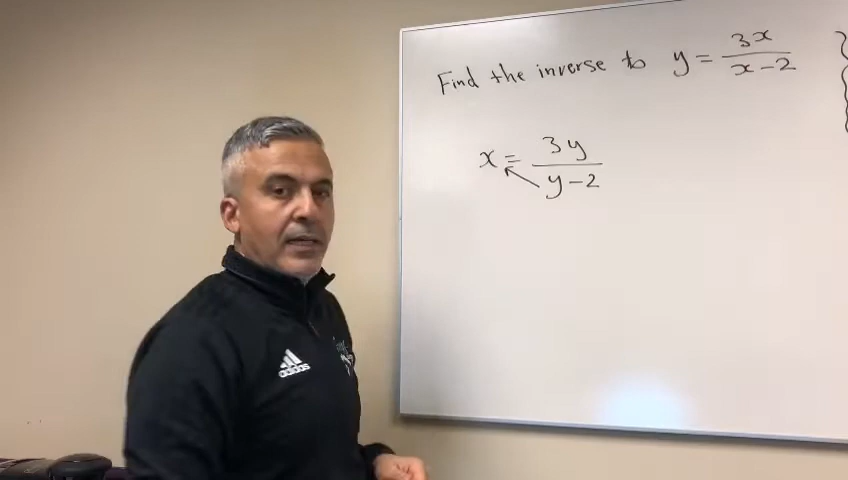 Find the inverse to y = 3x / x - 2
x = 3y / y - 2
adidas